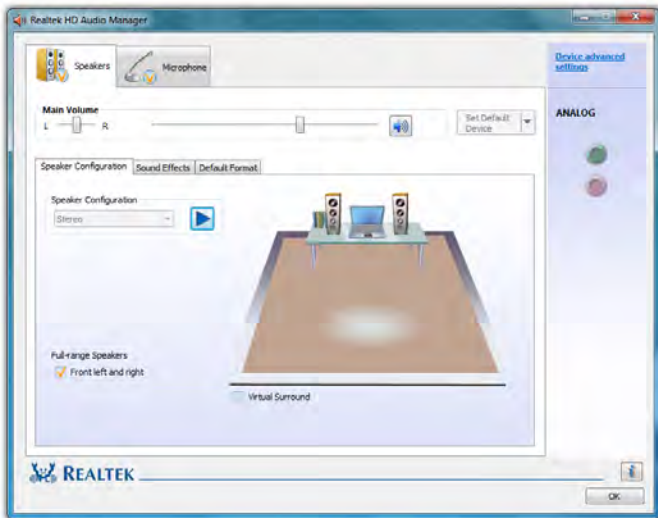 Realtek HD Audio Manager
Speakers
Microphone
Device advanced
settings
Main Volume
L
R
Set Default
Device
ANALOG
Speaker Configuration
Sound Effects
Default Format
Speaker Configuration
Stereo
Full-range Speakers
Front left and right
Virtual Surround
REALTEK
i
OK